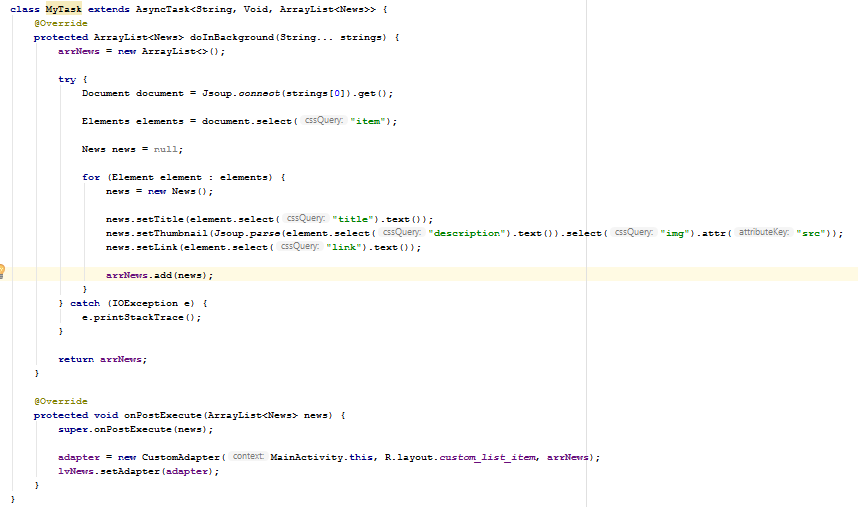 class MyTask extends AsyncTask<String, Void, ArrayList<News>> {
    @Override
    protected ArrayList<News> doInBackground(String... strings) {
        arrNews = new ArrayList<>();

        try {
            Document document = Jsoup.connect(strings[0]).get();

            Elements elements = document.select( cssQuery: "item");

            News news = null;

            for (Element element : elements) {
                news = new News();

                news.setTitle(element.select( cssQuery: "title").text());
                news.setThumbnail(Jsoup.parse(element.select( cssQuery: "description").text()).select( cssQuery: "img").attr( attributeKey: "src"));
                news.setLink(element.select( cssQuery: "link").text());

                arrNews.add(news);
            }
        } catch (IOException e) {
            e.printStackTrace();
        }

        return arrNews;
    }

    @Override
    protected void onPostExecute(ArrayList<News> news) {
        super.onPostExecute(news);

        adapter = new CustomAdapter( context: MainActivity.this, R.layout.custom_list_item, arrNews);
        lvNews.setAdapter(adapter);
    }
}